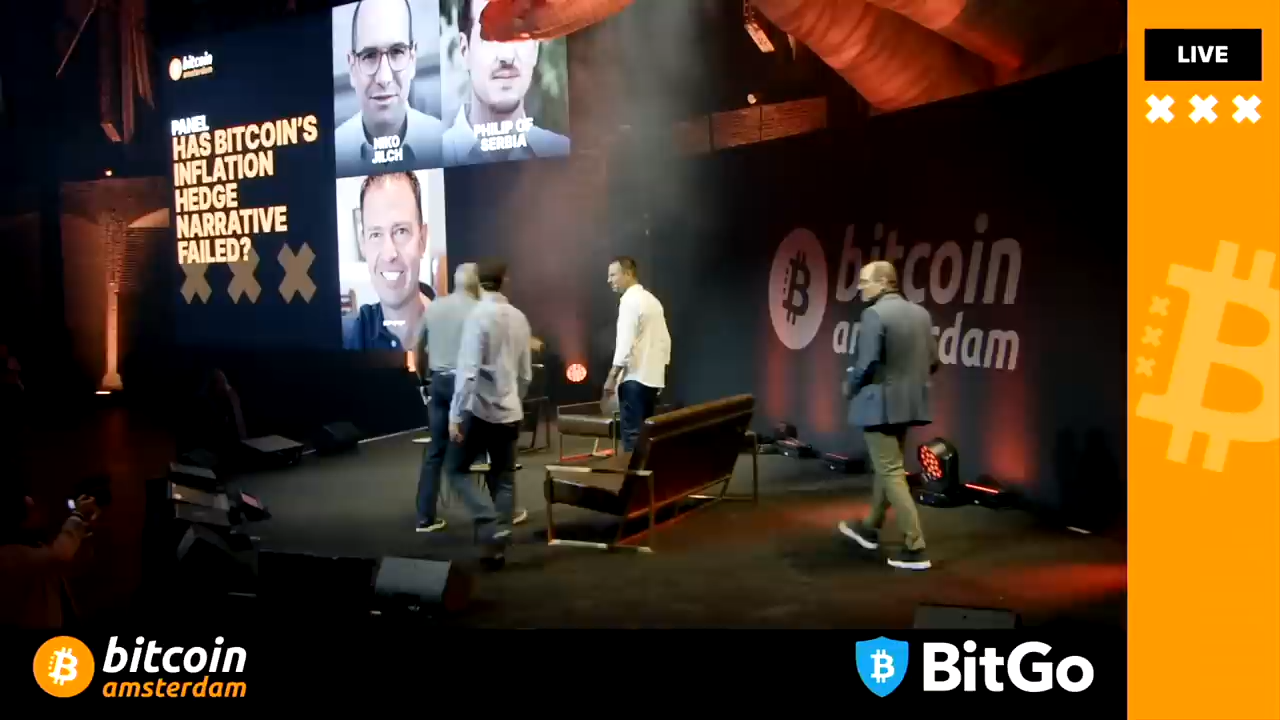 LIVE
bitcoin
amsterdam
PANEL
HAS BITCOIN'S
INFLATION
HEDGE
NARRATIVE
FAILED?
NIKO
JILCH
PHILIP OF
SERBIA
bitcoin
dam
bitcoin
amsterdam
BitGo